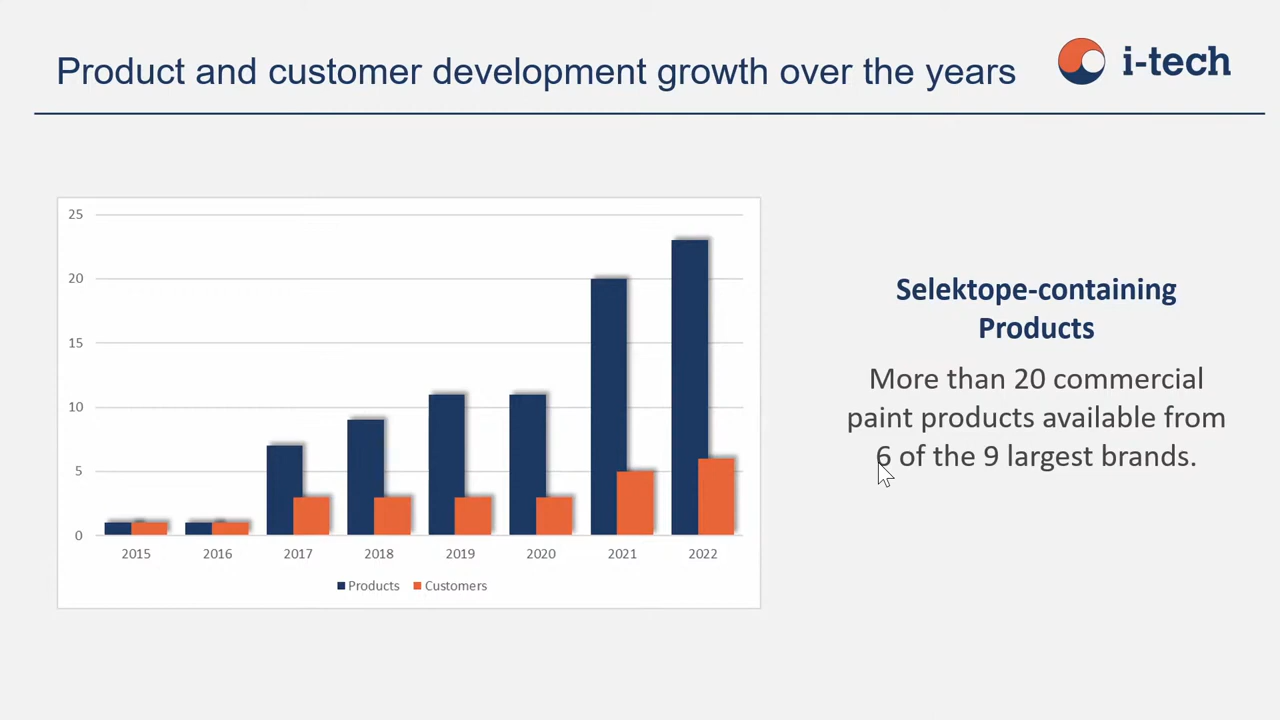 Product and customer development growth over the years
i-tech
25
20
15
10
5
0
2015 2016 2017 2018 2019 2020 2021 2022
Products Customers
Selektope-containing
Products
More than 20 commercial
paint products available from
6 of the 9 largest brands.